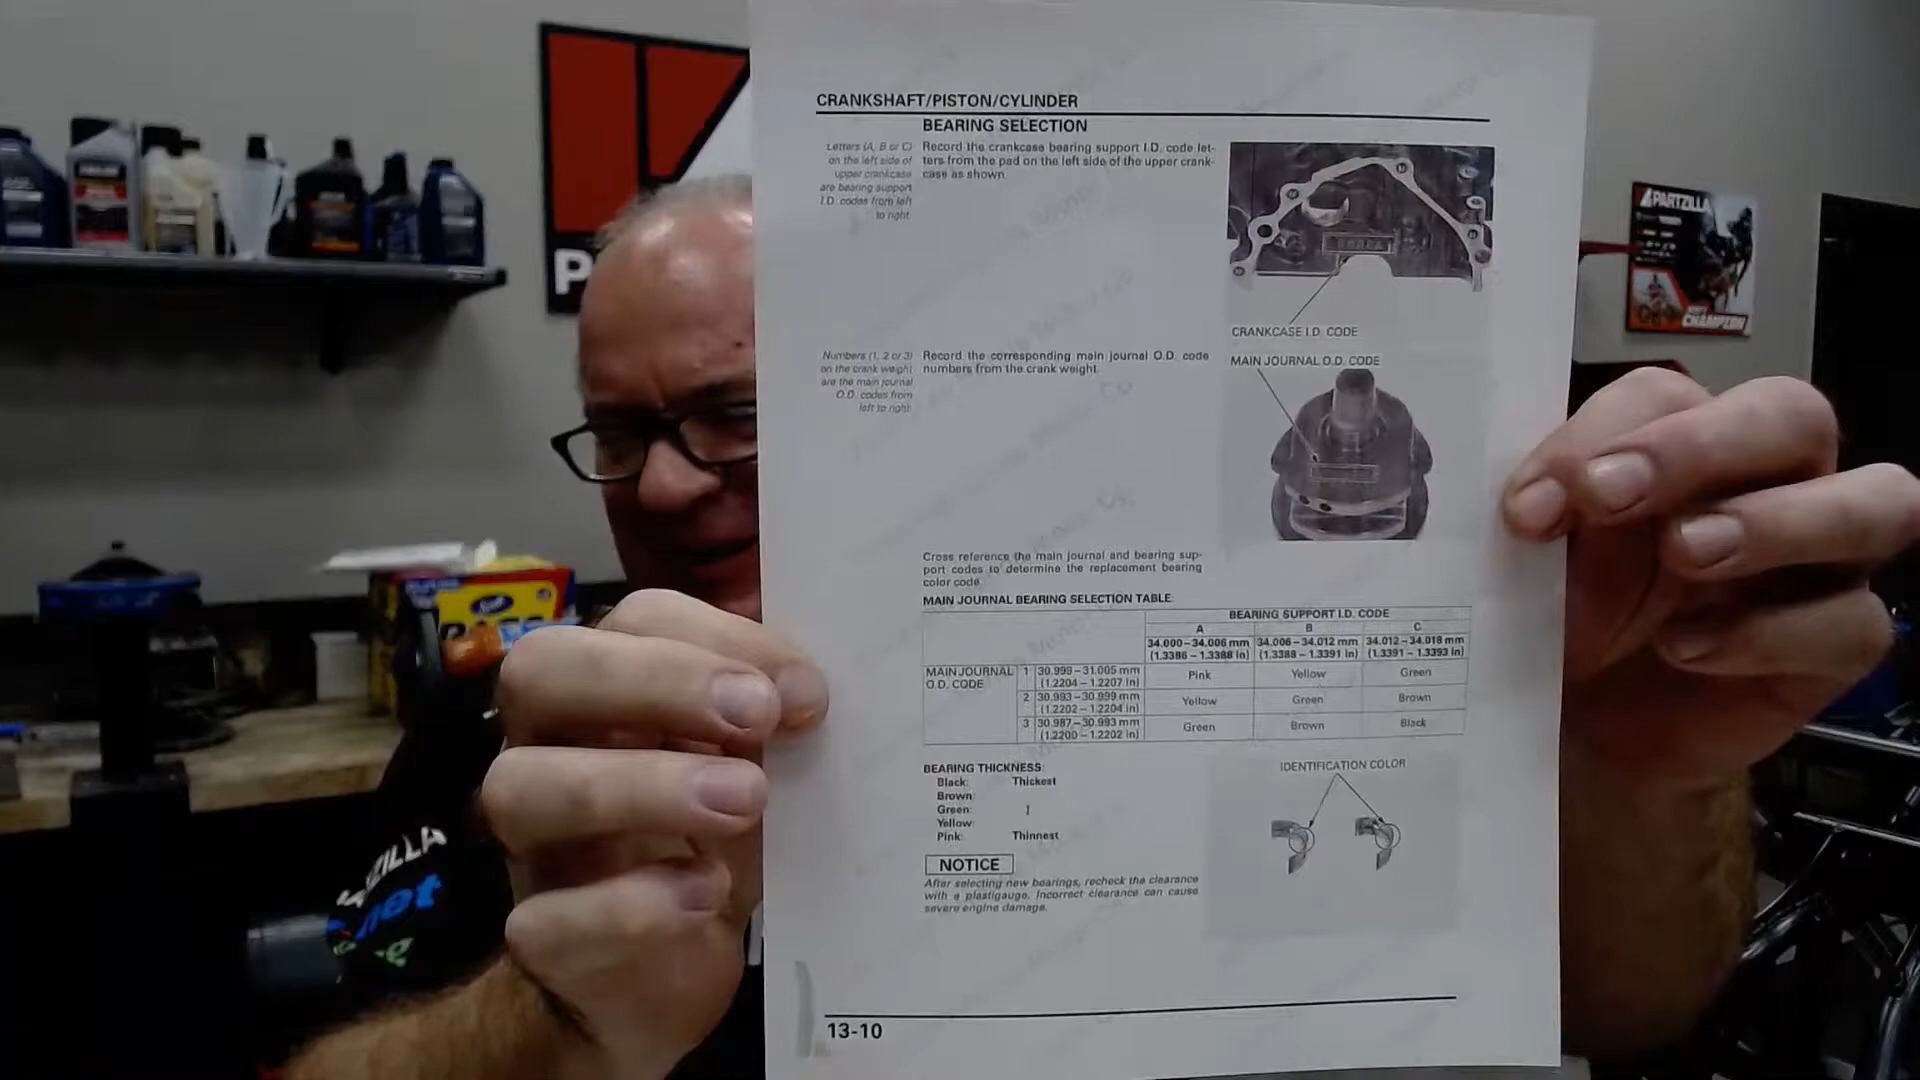 CRANKSHAFT/PISTON/CYLINDER
BEARING SELECTION
Letters (A, B or C)
on the left side of
upper crankcase
are bearing support
I.D. codes from left
to right.
Record the crankcase bearing support I.D. code let-
ters from the pad on the left side of the upper crank-
case as shown.
CRANKCASE I.D. CODE
Numbers (1, 2 or 3)
on the crank weight
are the main journal
O.D. codes from
left to right.
Record the corresponding main journal O.D. code
numbers from the crank weight.
MAIN JOURNAL O.D. CODE
Cross reference the main journal and bearing sup-
port codes to determine the replacement bearing
color code.
MAIN JOURNAL BEARING SELECTION TABLE:
BEARING SUPPORT I.D. CODE
A B C
34.000–34.006 mm 34.006–34.012 mm 34.012–34.018 mm
(1.3386–1.3388 in) (1.3388–1.3391 in) (1.3391–1.3393 in)
MAIN JOURNAL O.D. CODE
1 30.999–31.005 mm (1.2204–1.2207 in) Pink Yellow Green
2 30.993–30.999 mm (1.2202–1.2204 in) Yellow Green Brown
3 30.987–30.993 mm (1.2200–1.2202 in) Green Brown Black
BEARING THICKNESS:
Black: Thickest
Brown:
Green:
Yellow:
Pink: Thinnest
IDENTIFICATION COLOR
NOTICE
After selecting new bearings, recheck the clearance
with a plastigauge. Incorrect clearance can cause
severe engine damage.
13-10
PARTZILLA
CHAMPION
P
ZILLA
net